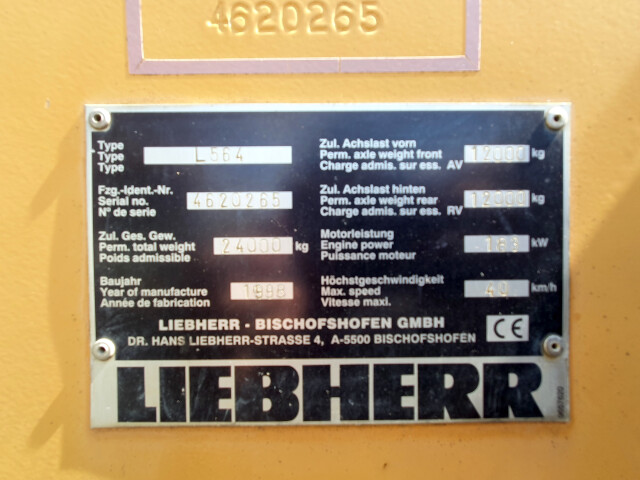 4620265
Type
Type L564
Type
Fzg.-Ident.-Nr.
Serial no. 4620265
N° de serie
Zul. Ges. Gew.
Perm. total weight 24000 kg
Poids admissible
Baujahr
Year of manufacture
Année de fabrication
Zul. Achslast vorn
Perm. axle weight front 12000 kg
Charge admis. sur ess. AV
Zul. Achslast hinten
Perm. axle weight rear 12000 kg
Charge admis. sur ess. RV
Motorleistung
Engine power kW
Puissance moteur
Höchstgeschwindigkeit
Max. speed km/h
Vitesse maxi.
LIEBHERR - BISCHOFSHOFEN GMBH
DR. HANS LIEBHERR-STRASSE 4, A-5500 BISCHOFSHOFEN
CE
LIEBHERR